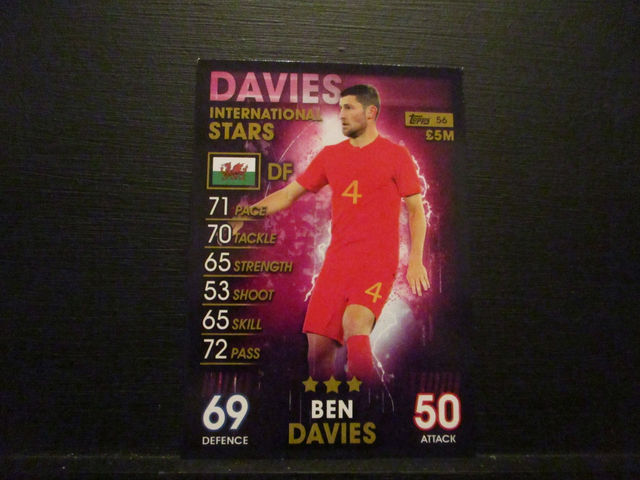 DAVIES
INTERNATIONAL
STARS
Topps 56
£5M
DF
4
71 PACE
70 TACKLE
65 STRENGTH
53 SHOOT
4
65 SKILL
72 PASS
BEN
DAVIES
69
DEFENCE
50
ATTACK